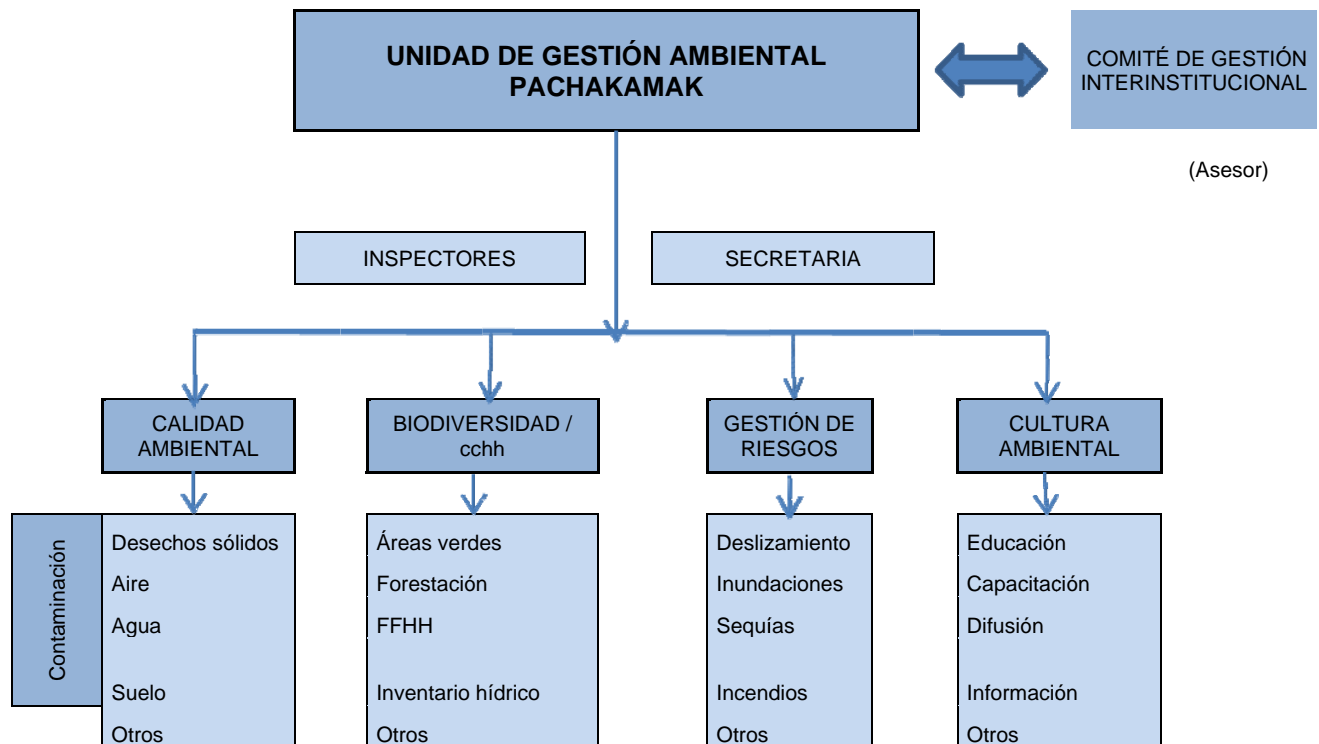 UNIDAD DE GESTIÓN AMBIENTAL
PACHAKAMAK
COMITÉ DE GESTIÓN
INTERINSTITUCIONAL
(Asesor)
INSPECTORES
SECRETARIA
CALIDAD
AMBIENTAL
BIODIVERSIDAD /
cchh
GESTIÓN DE
RIESGOS
CULTURA
AMBIENTAL
Contaminación
Desechos sólidos
Aire
Agua
Suelo
Otros
Áreas verdes
Forestación
FFHH
Inventario hídrico
Otros
Deslizamiento
Inundaciones
Sequías
Incendios
Otros
Educación
Capacitación
Difusión
Información
Otros